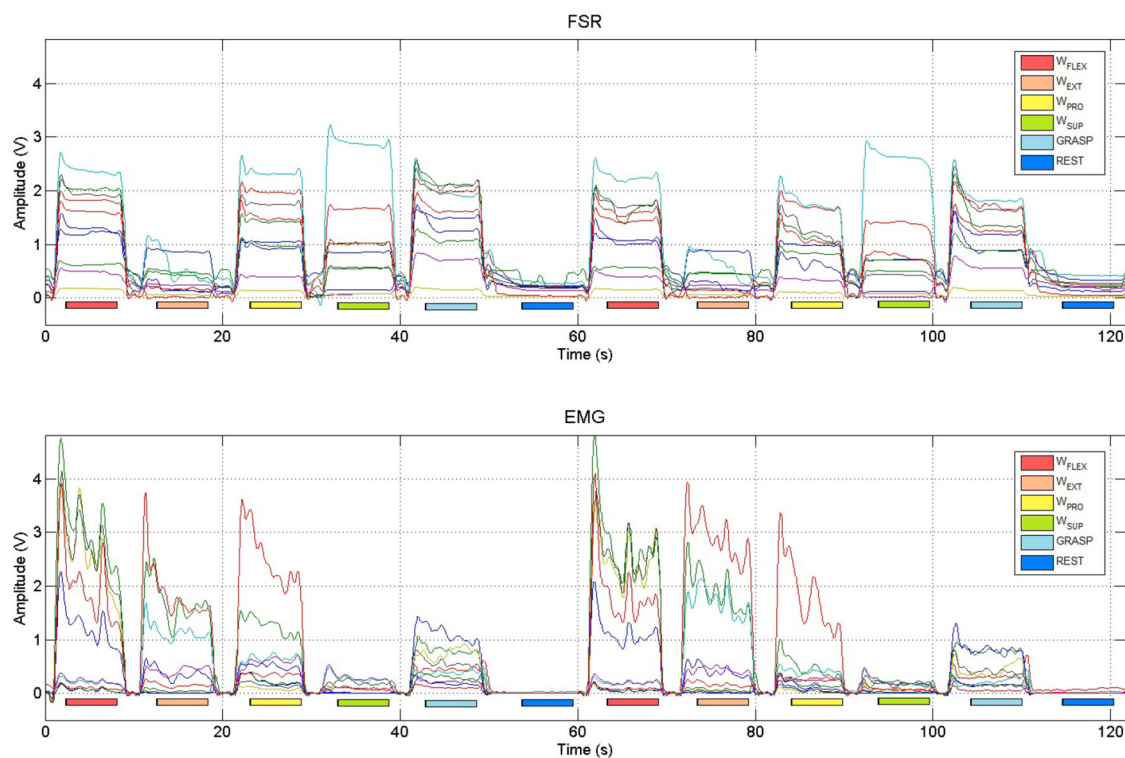 FSR
Amplitude (V)
4
3
2
1
0
W_FLEX
W_EXT
W_PRO
W_SUP
GRASP
REST
0 20 40 60 80 100 120
Time (s)
EMG
Amplitude (V)
4
3
2
1
0
W_FLEX
W_EXT
W_PRO
W_SUP
GRASP
REST
0 20 40 60 80 100 120
Time (s)